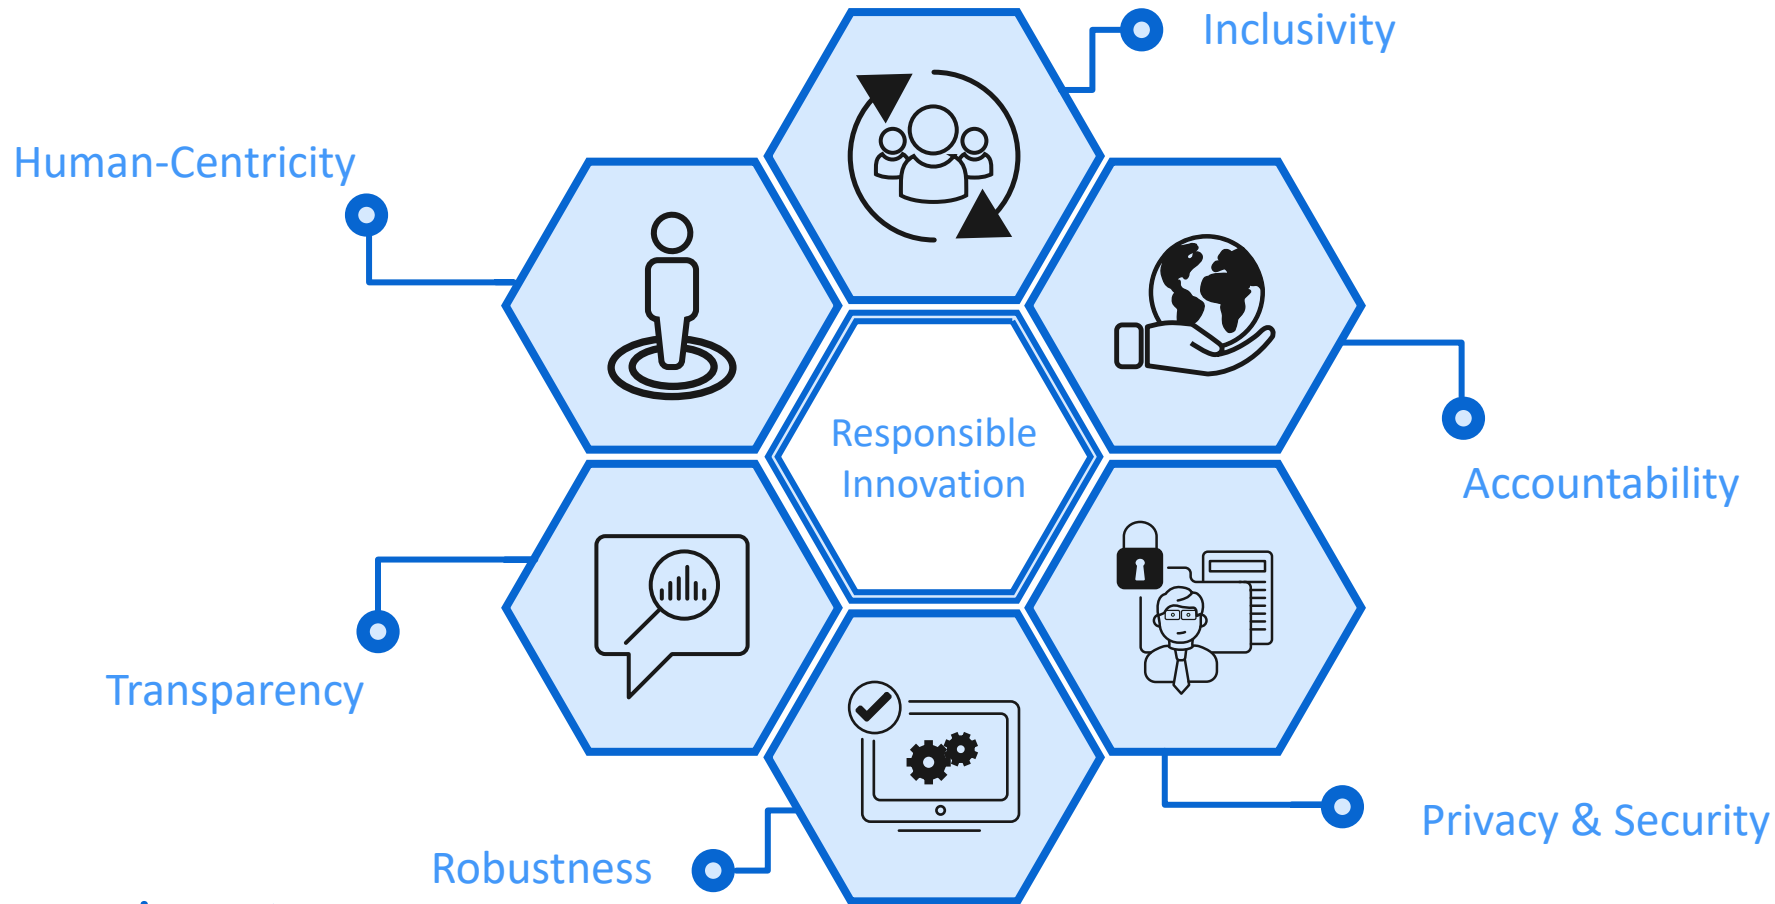 Inclusivity
Human-Centricity
Responsible
Innovation
Accountability
Transparency
Privacy & Security
Robustness